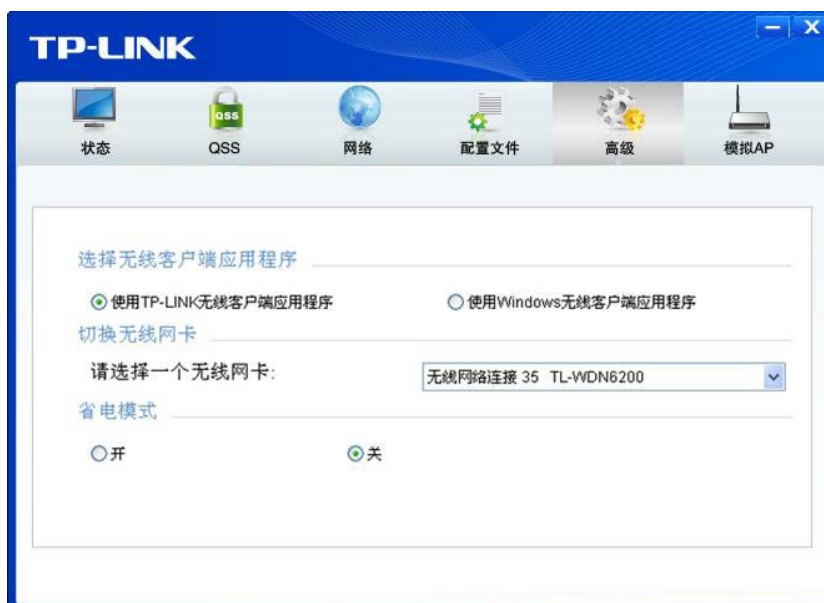 TP-LINK
QSS
状态
QSS
网络
配置文件
高级
模拟AP
选择无线客户端应用程序
使用TP-LINK无线客户端应用程序
使用Windows无线客户端应用程序
切换无线网卡
请选择一个无线网卡:
无线网络连接 35 TL-WDN6200
省电模式
开
关